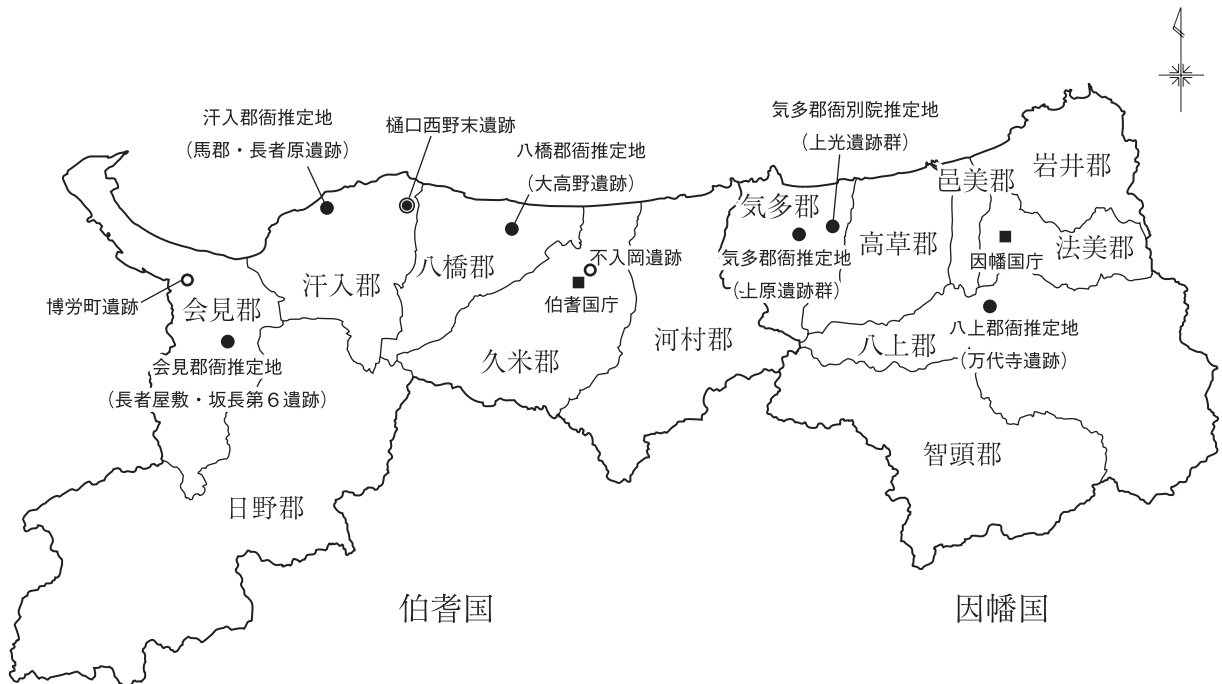 汗入郡衙推定地
（馬郡・長者原遺跡）
樋口西野末遺跡
八橋郡衙推定地
（大高野遺跡）
気多郡衙別院推定地
（上光遺跡群）
岩井郡
邑美郡
気多郡
高草郡
法美郡
因幡国庁
気多郡衙推定地
（上原遺跡群）
不入岡遺跡
伯耆国庁
八橋郡
汗入郡
博労町遺跡
会見郡
会見郡衙推定地
（長者屋敷・坂長第６遺跡）
久米郡
河村郡
八上郡
八上郡衙推定地
（万代寺遺跡）
智頭郡
日野郡
伯耆国
因幡国